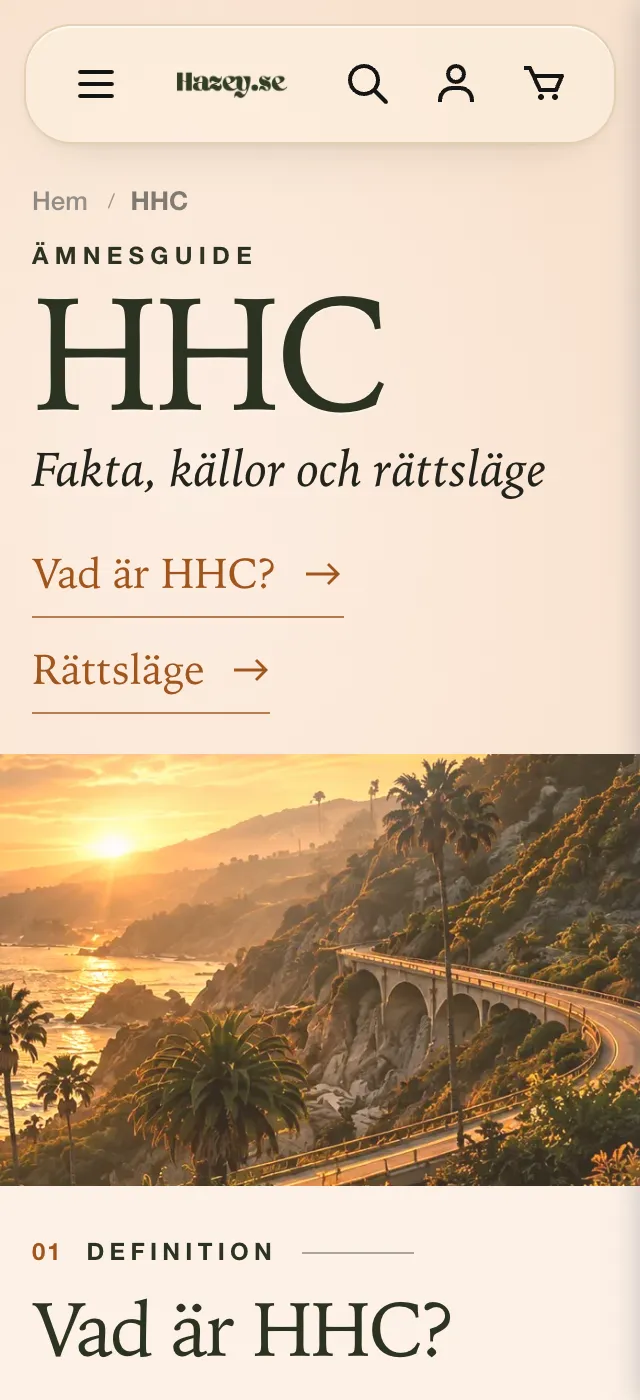 Hazey.se
Hem / HHC
ÄMNESGUIDE
HHC
Fakta, källor och rättsläge
Vad är HHC? →
Rättsläge →
01 DEFINITION
Vad är HHC?